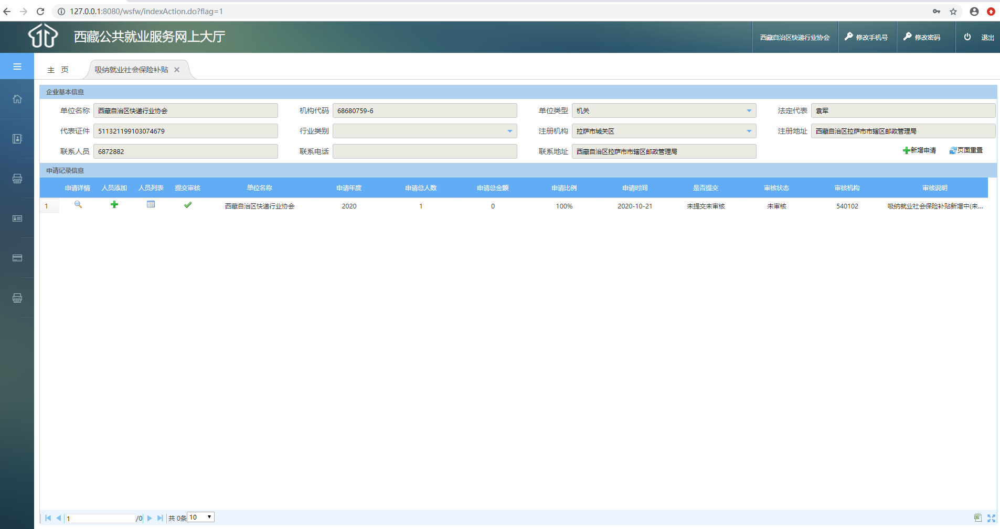 127.0.0.1:8080/wsfw/indexAction.do?flag=1
西藏公共就业服务网上大厅
西藏自治区快递行业协会 修改手机号 修改密码 退出
主 页 吸纳就业社会保险补贴
企业基本信息
单位名称 西藏自治区快递行业协会 机构代码 68680759-6 单位类型 机关 法定代表 袁军
代表证件 511321199103074679 行业类别 注册机构 拉萨市城关区 注册地址 西藏自治区拉萨市市辖区邮政管理局
联系人员 6872882 联系电话 联系地址 西藏自治区拉萨市市辖区邮政管理局 新增申请 页面重置
申请记录信息
申请详情 人员添加 人员列表 提交审核 单位名称 申请年度 申请总人数 申请总金额 申请比例 申请时间 是否提交 审核状态 审核机构 审核说明
1 西藏自治区快递行业协会 2020 1 0 100% 2020-10-21 未提交未审核 未审核 540102 吸纳就业社会保险补贴新增中(未...
1 /0 共 0条 10